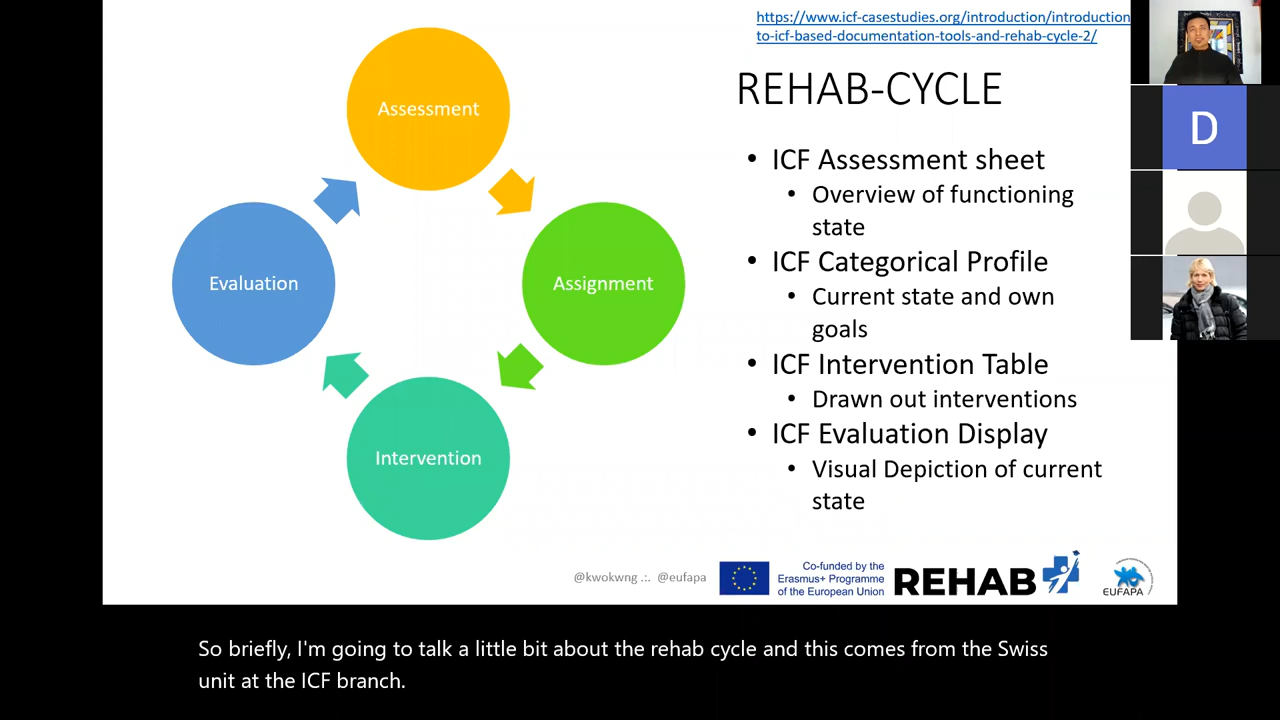 https://www.icf-casestudies.org/introduction/introduction
to-icf-based-documentation-tools-and-rehab-cycle-2/
REHAB-CYCLE
Assessment
Assignment
Intervention
Evaluation
• ICF Assessment sheet
• Overview of functioning
state
• ICF Categorical Profile
• Current state and own
goals
• ICF Intervention Table
• Drawn out interventions
• ICF Evaluation Display
• Visual Depiction of current
state
D
@kwokwng .:. @eufapa
Co-funded by the
Erasmus+ Programme
of the European Union
REHAB
EUFAPA
So briefly, I'm going to talk a little bit about the rehab cycle and this comes from the Swiss
unit at the ICF branch.